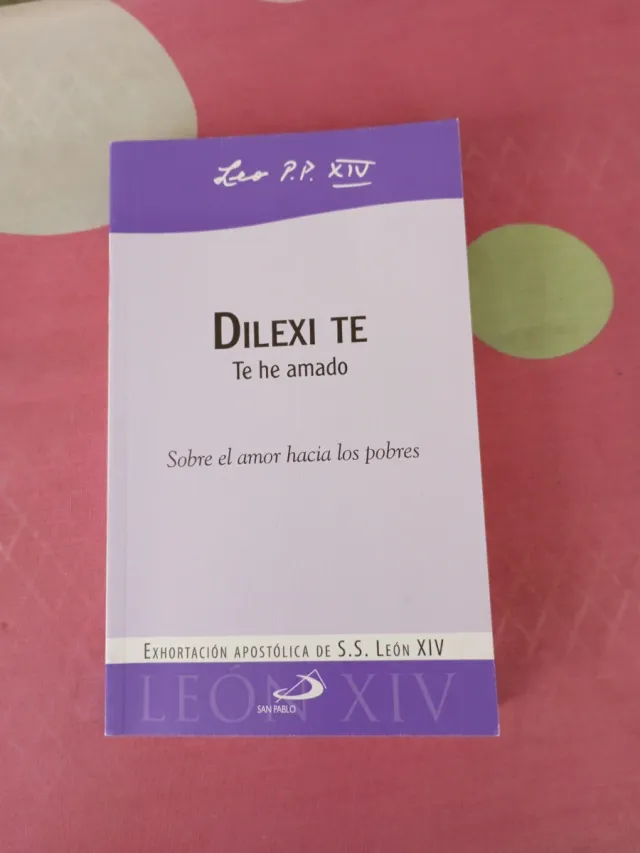 Leo P.P. XIV
DILEXI TE
Te he amado
Sobre el amor hacia los pobres
EXHORTACIÓN APOSTÓLICA DE S.S. LEÓN XIV
LEÓN XIV
SAN PABLO